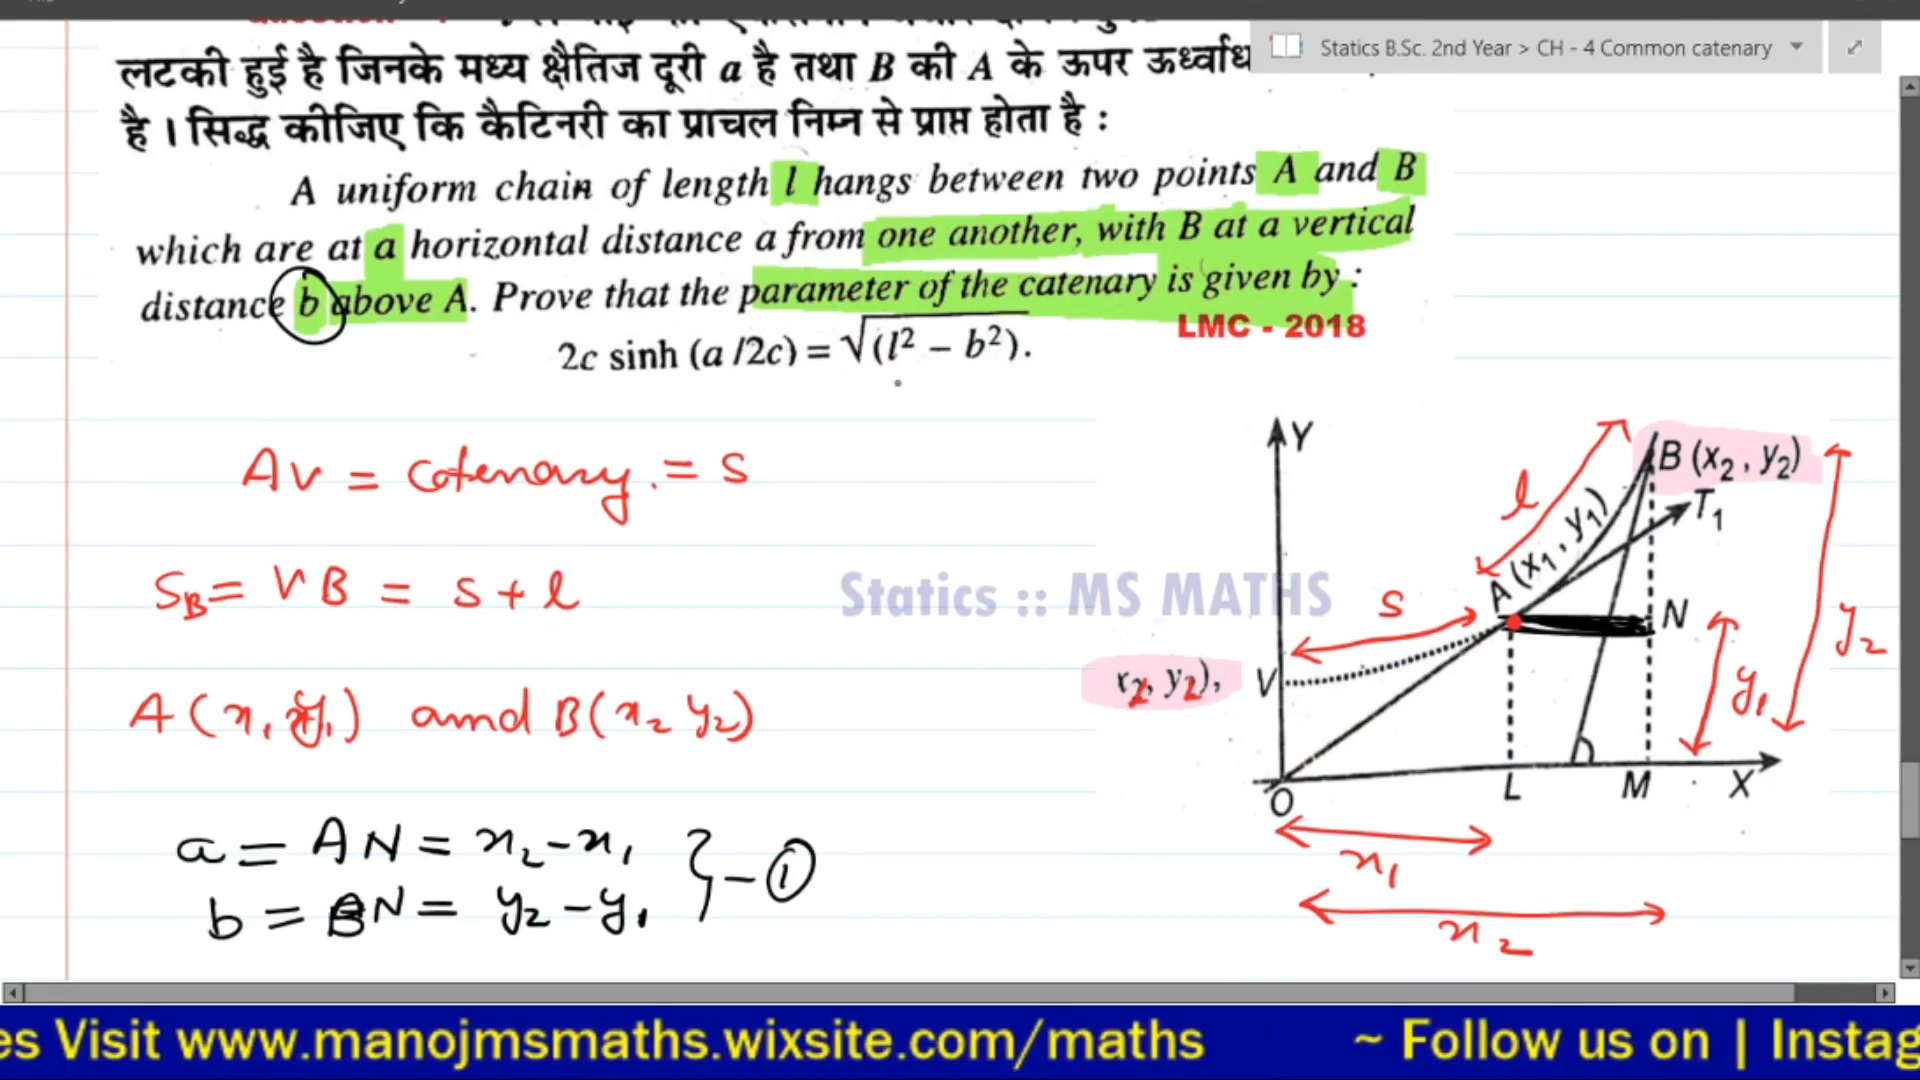 Statics B.Sc. 2nd Year > CH - 4 Common catenary
लटकी हुई है जिनके मध्य क्षैतिज दूरी a है तथा B की A के ऊपर ऊर्ध्वाध
है । सिद्ध कीजिए कि कैटिनरी का प्राचल निम्न से प्राप्त होता है :
A uniform chain of length l hangs between two points A and B
which are at a horizontal distance a from one another, with B at a vertical
distance b above A. Prove that the parameter of the catenary is given by :
LMC - 2018
2c sinh (a /2c) = √(l² – b²).
AV = catenary. = s
S_B = VB = s + l
A (x₁ y₁) and B(x₂ y₂)
a = AN = x₂ - x₁
b = BN = y₂ - y₁ } - ①
Statics :: MS MATHS
Y
B (x₂ , y₂)
T₁
l
A (x₁ , y₁)
s
N
y₂
y₂),
V
y₁
O
L
M
X
x₁
x₂
es Visit www.manojmsmaths.wixsite.com/maths
~ Follow us on | Instag